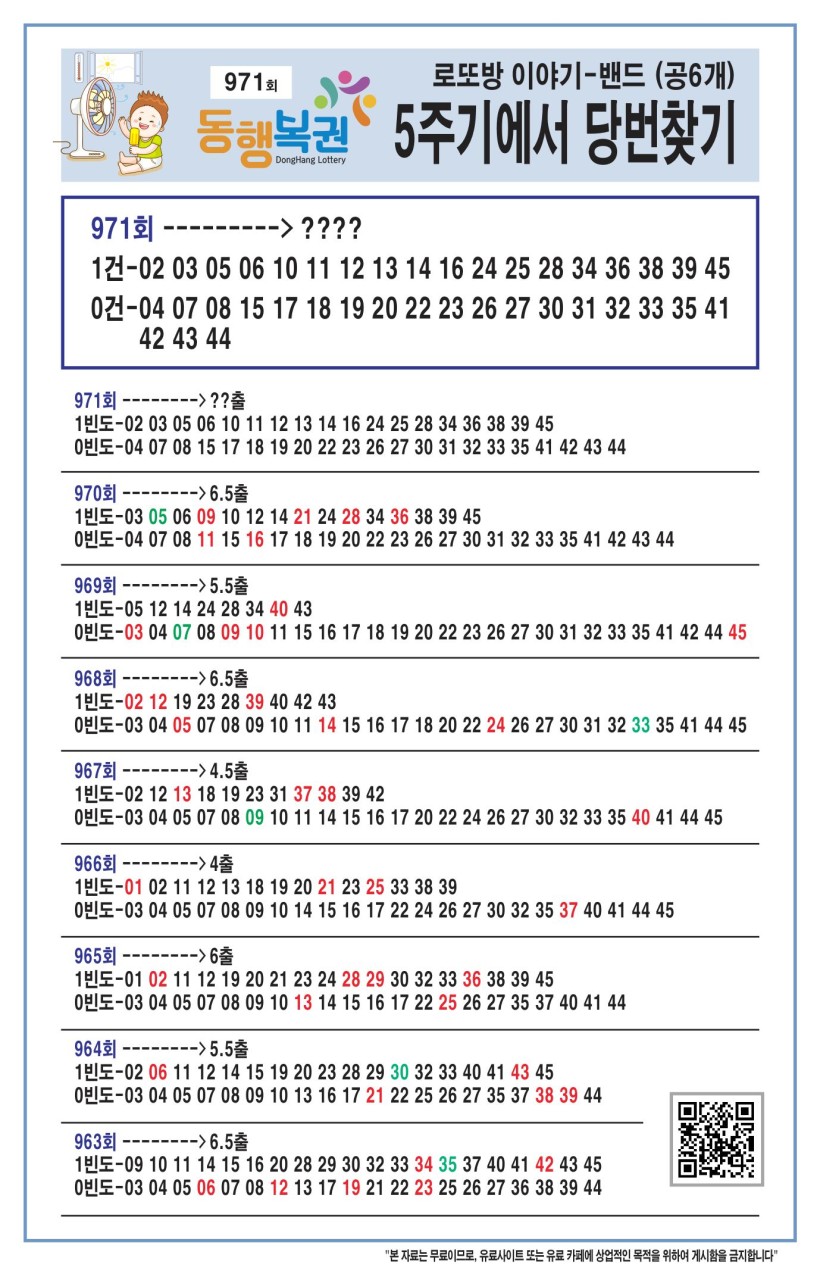 971회
동행복권
DongHang Lottery
로또방 이야기-밴드 (공6개)
5주기에서 당번찾기
971회 ---------> ????
1건-02 03 05 06 10 11 12 13 14 16 24 25 28 34 36 38 39 45
0건-04 07 08 15 17 18 19 20 22 23 26 27 30 31 32 33 35 41
42 43 44
971회 --------> ??출
1빈도-02 03 05 06 10 11 12 13 14 16 24 25 28 34 36 38 39 45
0빈도-04 07 08 15 17 18 19 20 22 23 26 27 30 31 32 33 35 41 42 43 44
970회 --------> 6.5출
1빈도-03 05 06 09 10 12 14 21 24 28 34 36 38 39 45
0빈도-04 07 08 11 15 16 17 18 19 20 22 23 26 27 30 31 32 33 35 41 42 43 44
969회 --------> 5.5출
1빈도-05 12 14 24 28 34 40 43
0빈도-03 04 07 08 09 10 11 15 16 17 18 19 20 22 23 26 27 30 31 32 33 35 41 42 44 45
968회 --------> 6.5출
1빈도-02 12 19 23 28 39 40 42 43
0빈도-03 04 05 07 08 09 10 11 14 15 16 17 18 20 22 24 26 27 30 31 32 33 35 41 44 45
967회 --------> 4.5출
1빈도-02 12 13 18 19 23 31 37 38 39 42
0빈도-03 04 05 07 08 09 10 11 14 15 16 17 20 22 24 26 27 30 32 33 35 40 41 44 45
966회 --------> 4출
1빈도-01 02 11 12 13 18 19 20 21 23 25 33 38 39
0빈도-03 04 05 07 08 09 10 14 15 16 17 22 24 26 27 30 32 35 37 40 41 44 45
965회 --------> 6출
1빈도-01 02 11 12 19 20 21 23 24 28 29 30 32 33 36 38 39 45
0빈도-03 04 05 07 08 09 10 13 14 15 16 17 22 25 26 27 35 37 40 41 44
964회 --------> 5.5출
1빈도-02 06 11 12 14 15 19 20 23 28 29 30 32 33 40 41 43 45
0빈도-03 04 05 07 08 09 10 13 16 17 21 22 25 26 27 35 37 38 39 44
963회 --------> 6.5출
1빈도-09 10 11 14 15 16 20 28 29 30 32 33 34 35 37 40 41 42 43 45
0빈도-03 04 05 06 07 08 12 13 17 19 21 22 23 25 26 27 36 38 39 44
"본 자료는 무료이므로, 유료사이트 또는 유료 카페에 상업적인 목적을 위하여 게시함을 금지합니다"